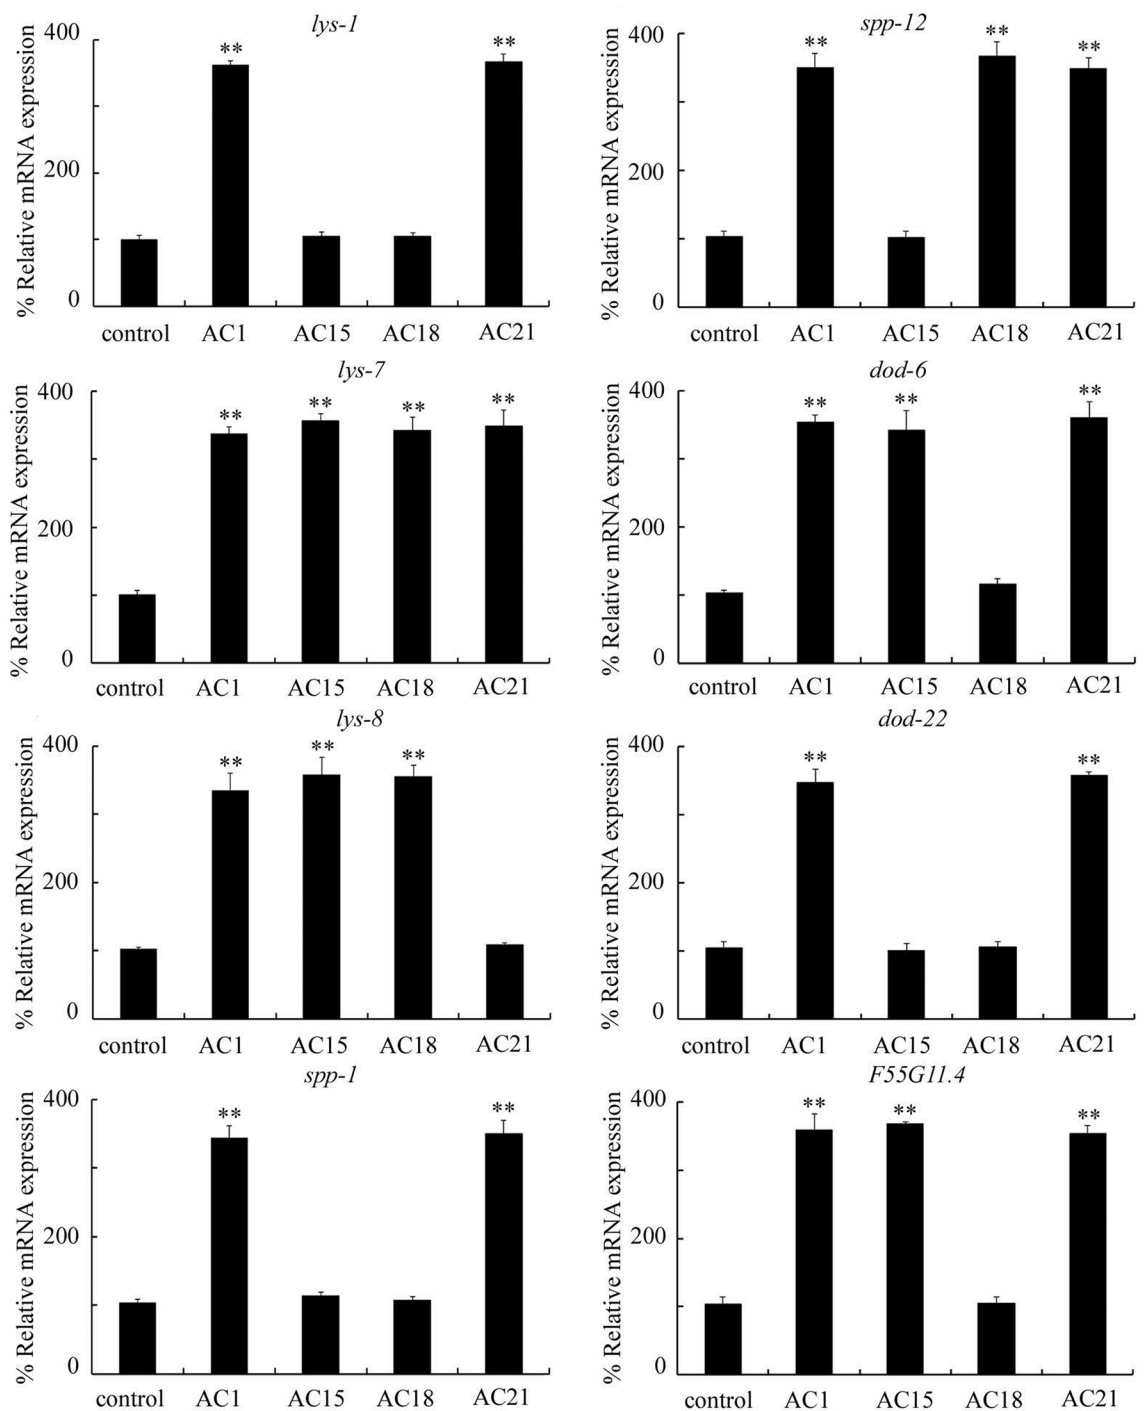 lys-1
% Relative mRNA expression
400
200
0
** **
control AC1 AC15 AC18 AC21
spp-12
% Relative mRNA expression
400
200
0
** ** **
control AC1 AC15 AC18 AC21
lys-7
% Relative mRNA expression
400
200
0
** ** ** **
control AC1 AC15 AC18 AC21
dod-6
% Relative mRNA expression
400
200
0
** ** **
control AC1 AC15 AC18 AC21
lys-8
% Relative mRNA expression
400
200
0
** ** **
control AC1 AC15 AC18 AC21
dod-22
% Relative mRNA expression
400
200
0
** **
control AC1 AC15 AC18 AC21
spp-1
% Relative mRNA expression
400
200
0
** **
control AC1 AC15 AC18 AC21
F55G11.4
% Relative mRNA expression
400
200
0
** ** **
control AC1 AC15 AC18 AC21